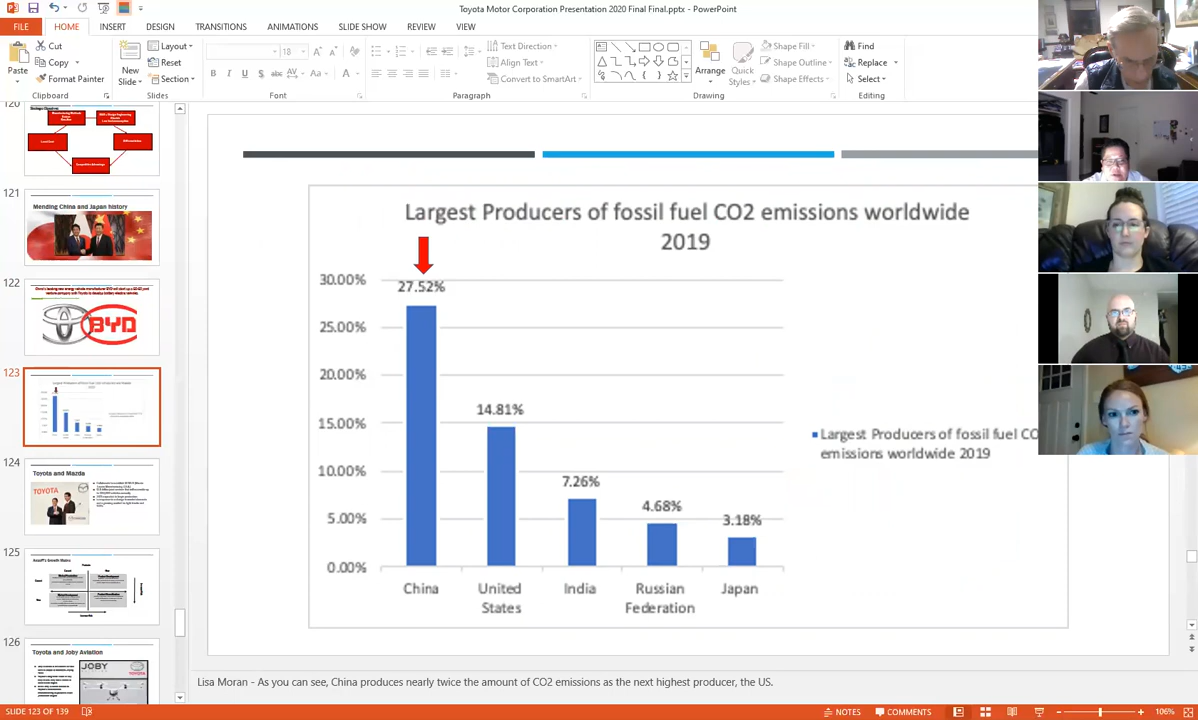 Toyota Motor Corporation Presentation 2020 Final Final.pptx - PowerPoint
FILE HOME INSERT DESIGN TRANSITIONS ANIMATIONS SLIDE SHOW REVIEW VIEW
Paste
Cut
Copy
Format Painter
Clipboard
New
Slide
Layout
Reset
Section
Slides
18
Font
Text Direction
Align Text
Convert to SmartArt
Paragraph
Arrange
Quick
Styles
Shape Fill
Shape Outline
Shape Effects
Drawing
Find
Replace
Select
Editing
120
121
Mending China and Japan history
122
BYD
123
124
Toyota and Mazda
TOYOTA
125
126
Toyota and Joby Aviation
JOBY
Largest Producers of fossil fuel CO2 emissions worldwide
2019
30.00%
25.00%
20.00%
15.00%
10.00%
5.00%
0.00%
27.52%
14.81%
7.26%
4.68%
3.18%
China
United
States
India
Russian
Federation
Japan
Largest Producers of fossil fuel CO
emissions worldwide 2019
Lisa Moran - As you can see, China produces nearly twice the amount of CO2 emissions as the next highest producer, the US.
SLIDE 123 OF 139
NOTES
COMMENTS
106%